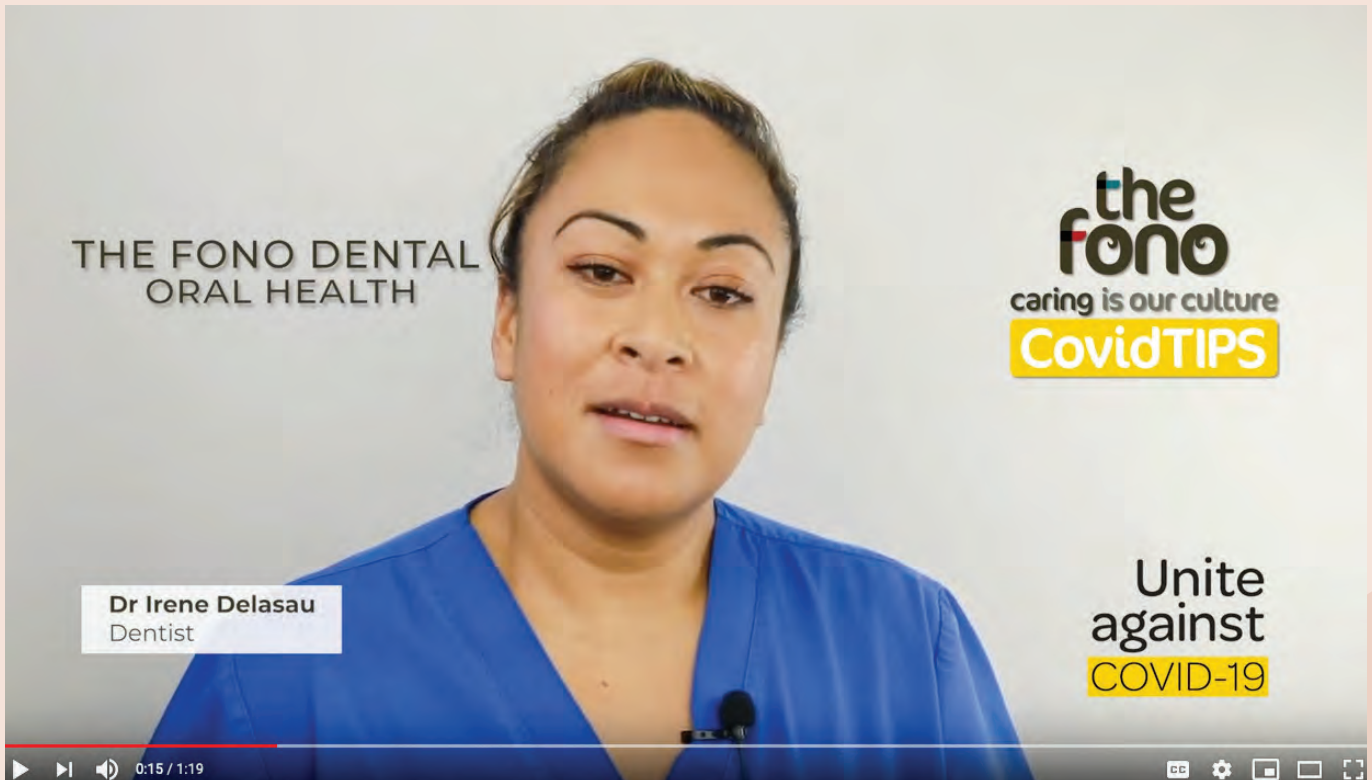 THE FONO DENTAL
ORAL HEALTH
the
fono
caring is our culture
CovidTIPS
Dr Irene Delasau
Dentist
Unite
against
COVID-19
0:15 / 1:19
CC